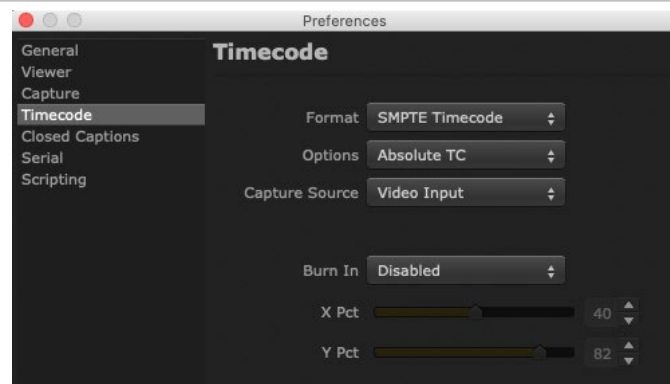 Preferences
General
Viewer
Capture
Timecode
Closed Captions
Serial
Scripting
Timecode
Format SMPTE Timecode
Options Absolute TC
Capture Source Video Input
Burn In Disabled
X Pct 40
Y Pct 82